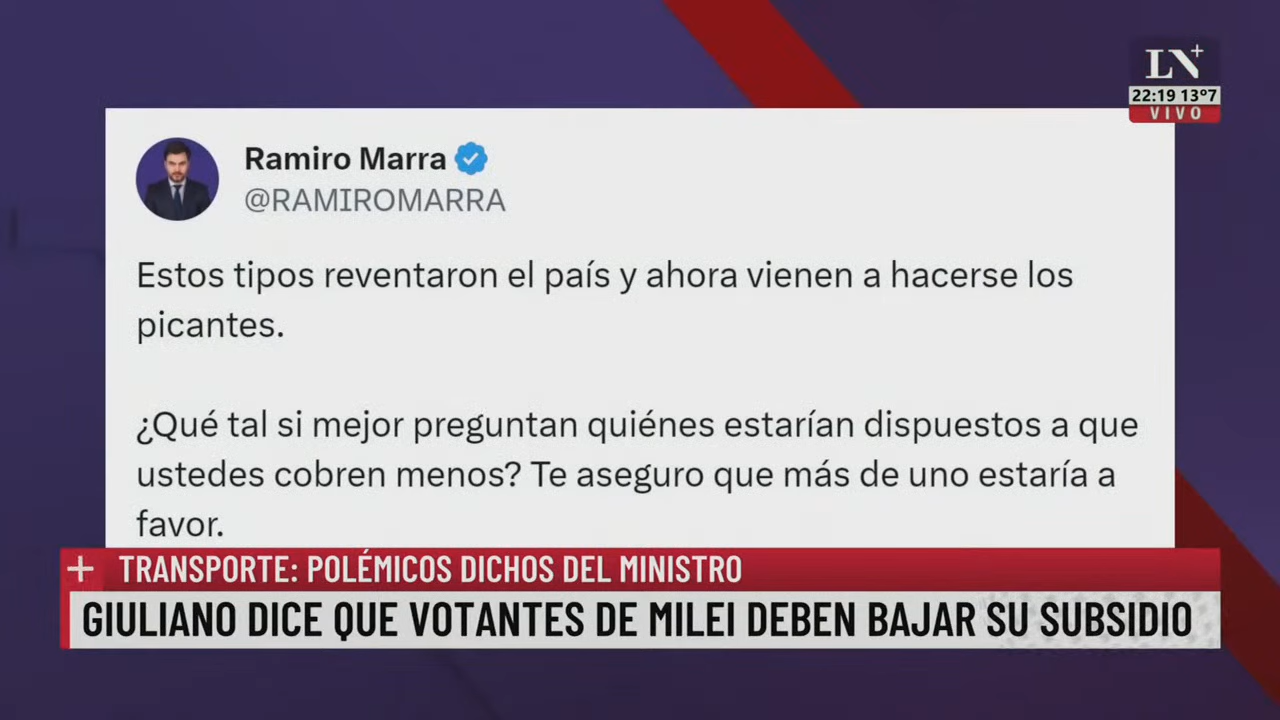 LN+
22:19 13°7
VIVO
Ramiro Marra
@RAMIROMARRA
Estos tipos reventaron el país y ahora vienen a hacerse los
picantes.
¿Qué tal si mejor preguntan quiénes estarían dispuestos a que
ustedes cobren menos? Te aseguro que más de uno estaría a
favor.
+ TRANSPORTE: POLÉMICOS DICHOS DEL MINISTRO
GIULIANO DICE QUE VOTANTES DE MILEI DEBEN BAJAR SU SUBSIDIO